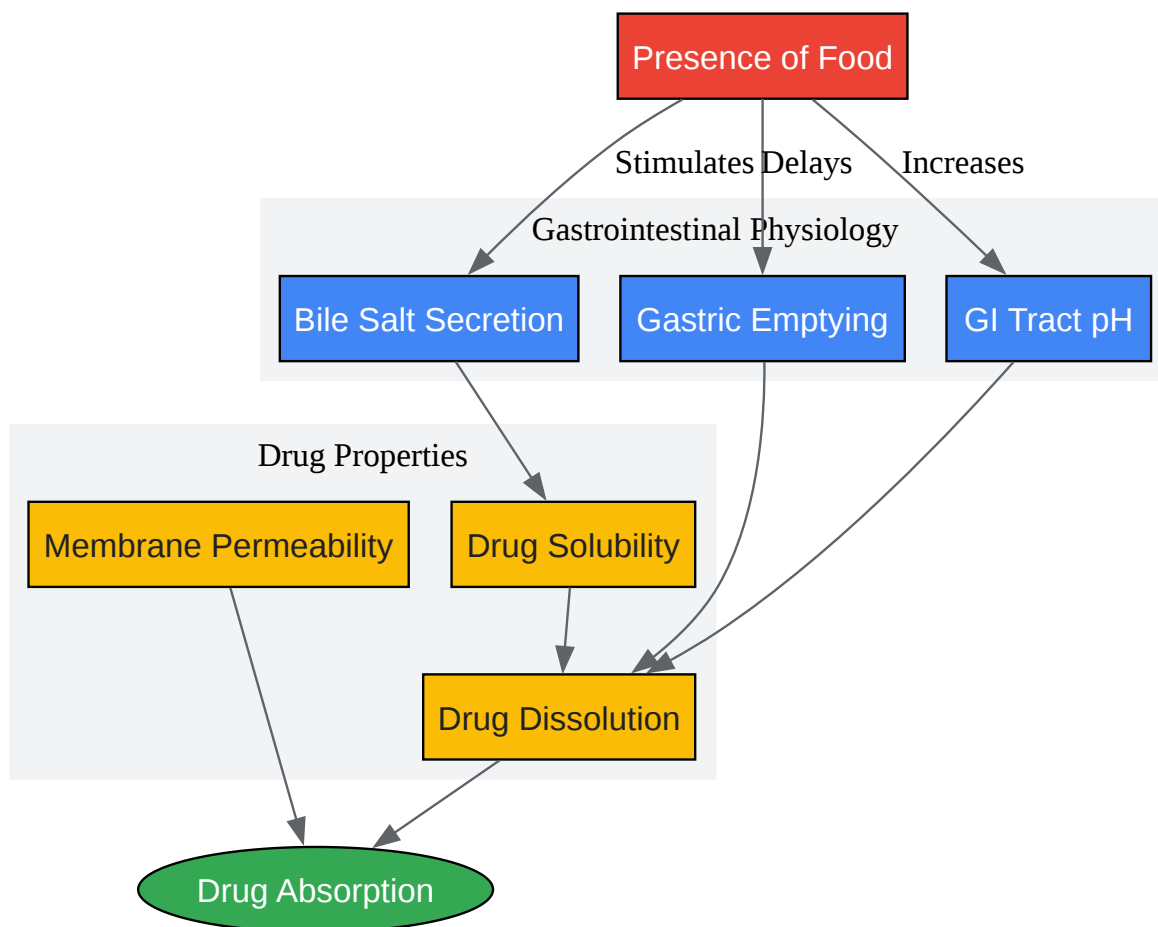 Presence of Food
Stimulates
Delays
Increases
Gastrointestinal Physiology
Bile Salt Secretion
Gastric Emptying
GI Tract pH
Drug Properties
Membrane Permeability
Drug Solubility
Drug Dissolution
Drug Absorption